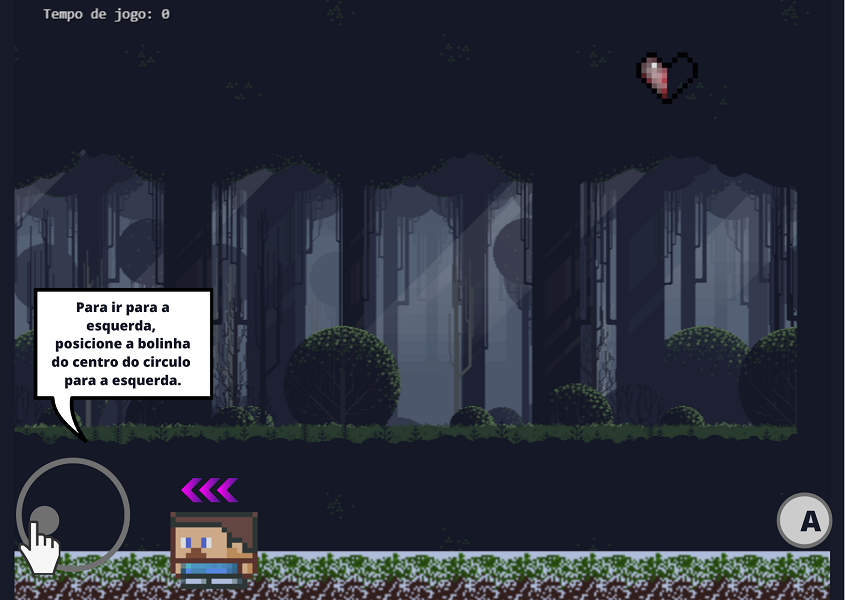 Tempo de jogo: 0
Para ir para a
esquerda,
posicione a bolinha
do centro do circulo
para a esquerda.
A